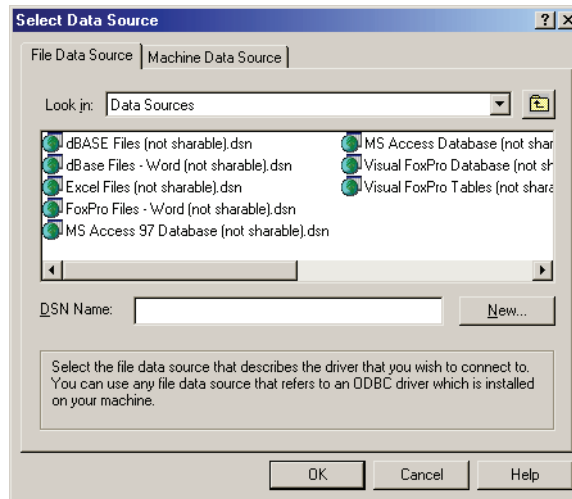 Select Data Source
File Data Source
Machine Data Source
Look in:
Data Sources
dBASE Files (not sharable).dsn
dBase Files - Word (not sharable).dsn
Excel Files (not sharable).dsn
FoxPro Files - Word (not sharable).dsn
MS Access 97 Database (not sharable).dsn
MS Access Database (not shar
Visual FoxPro Database (not sh
Visual FoxPro Tables (not shara
DSN Name:
New...
Select the file data source that describes the driver that you wish to connect to.
You can use any file data source that refers to an ODBC driver which is installed
on your machine.
OK
Cancel
Help